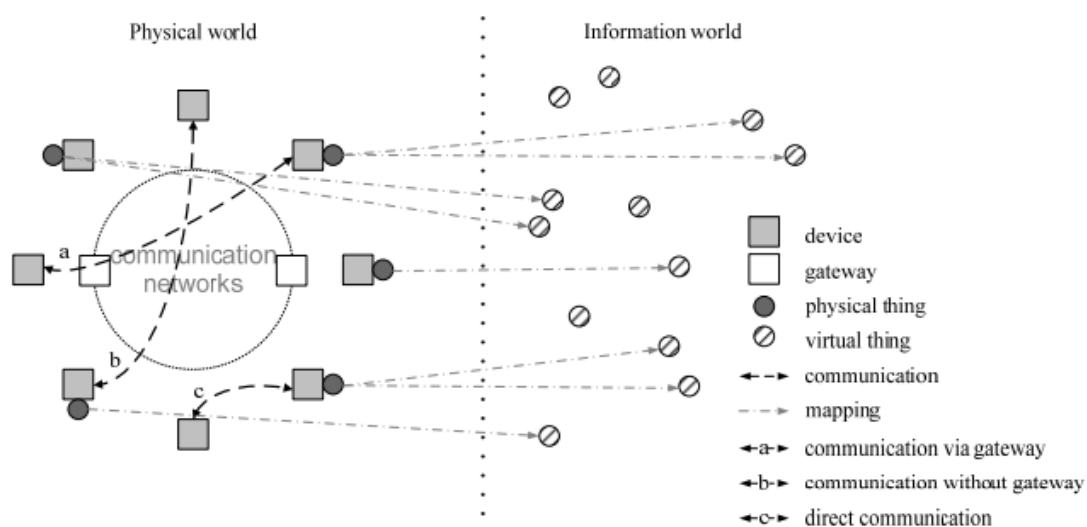 Physical world
Information world
a
communication
networks
b
c
device
gateway
physical thing
virtual thing
communication
mapping
a communication via gateway
b communication without gateway
c direct communication